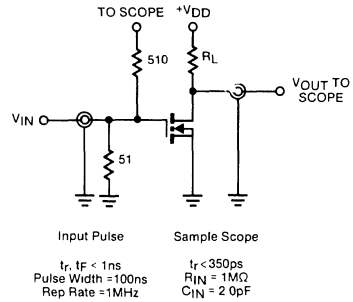 TO SCOPE
+VDD
510
RL
VOUT TO
SCOPE
VIN
51
Input Pulse
tr, tF < 1ns
Pulse Width = 100ns
Rep Rate = 1MHz
Sample Scope
tr < 350ps
RIN = 1MΩ
CIN = 2 0pF